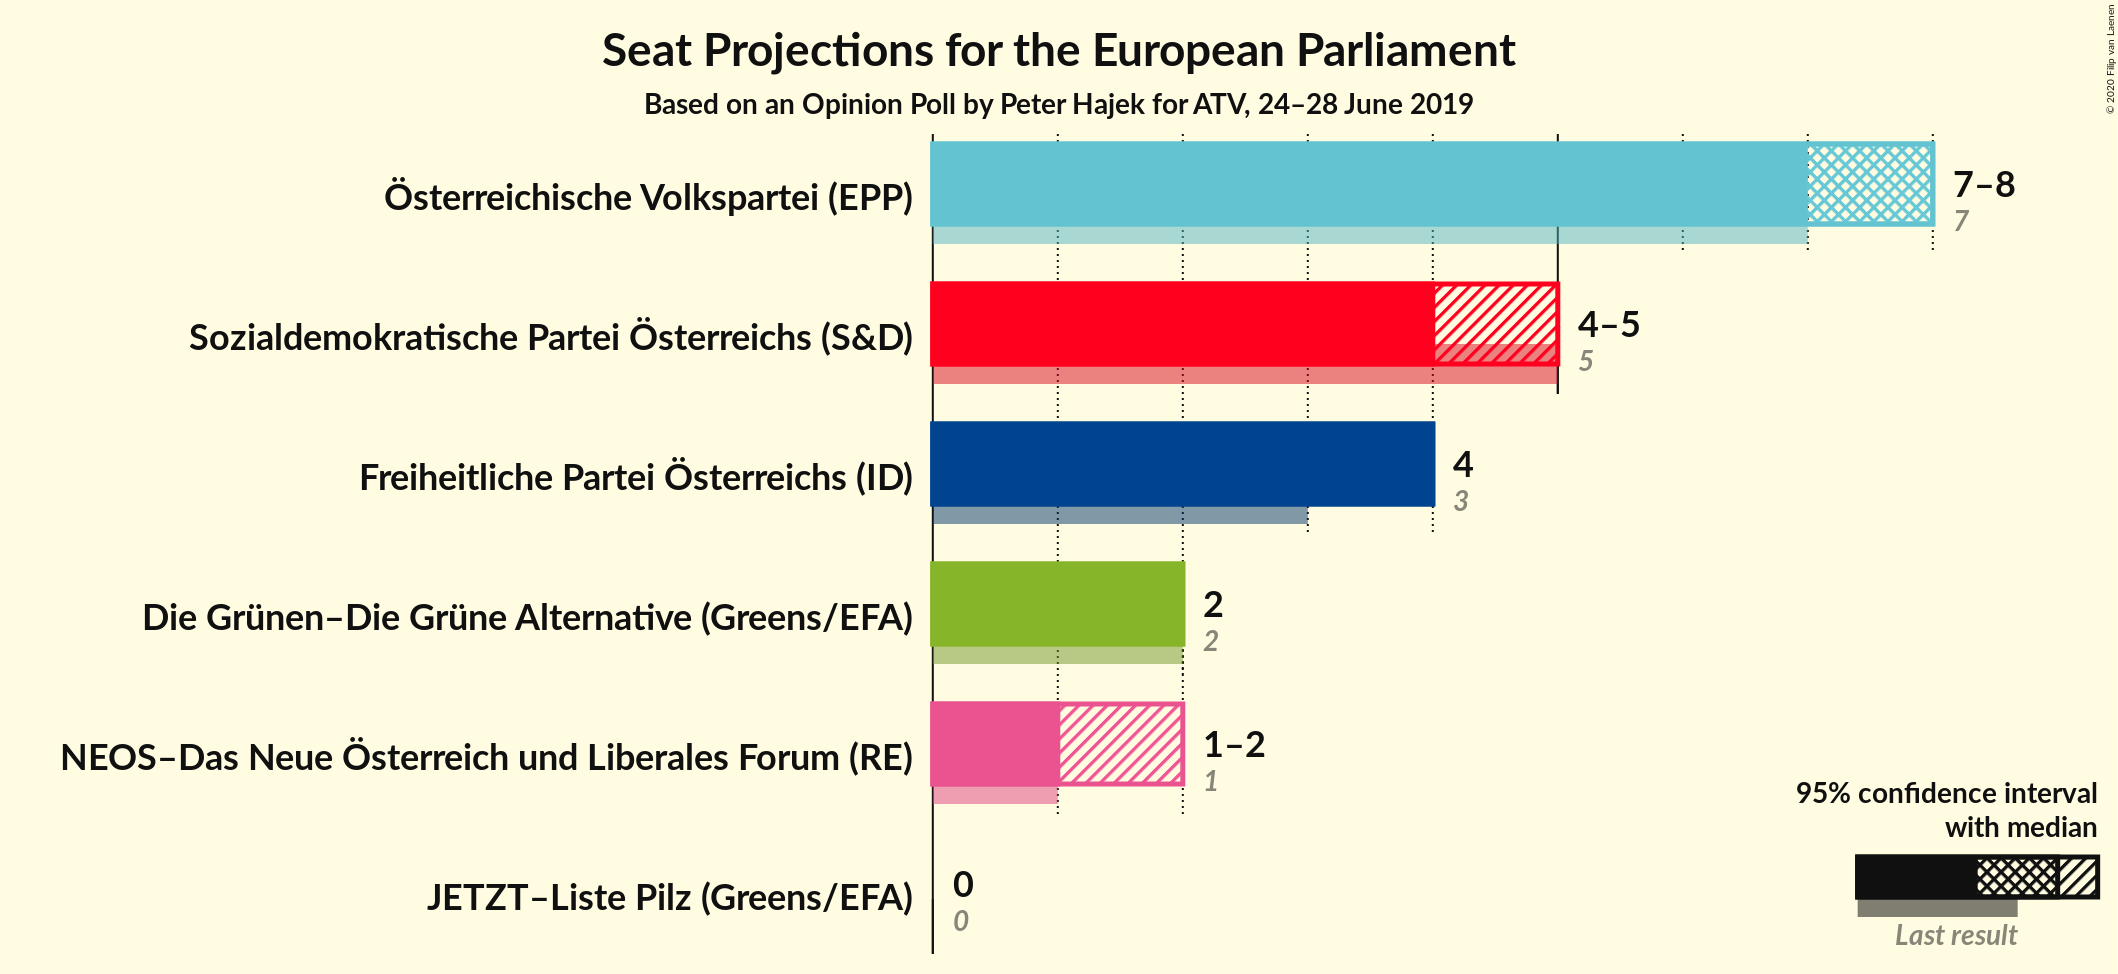 Seat Projections for the European Parliament
Based on an Opinion Poll by Peter Hajek for ATV, 24–28 June 2019
© 2020 Filip van Laenen
Österreichische Volkspartei (EPP)
7–8
7
Sozialdemokratische Partei Österreichs (S&D)
4–5
5
Freiheitliche Partei Österreichs (ID)
4
3
Die Grünen–Die Grüne Alternative (Greens/EFA)
2
2
NEOS–Das Neue Österreich und Liberales Forum (RE)
1–2
1
JETZT–Liste Pilz (Greens/EFA)
0
0
95% confidence interval
with median
Last result